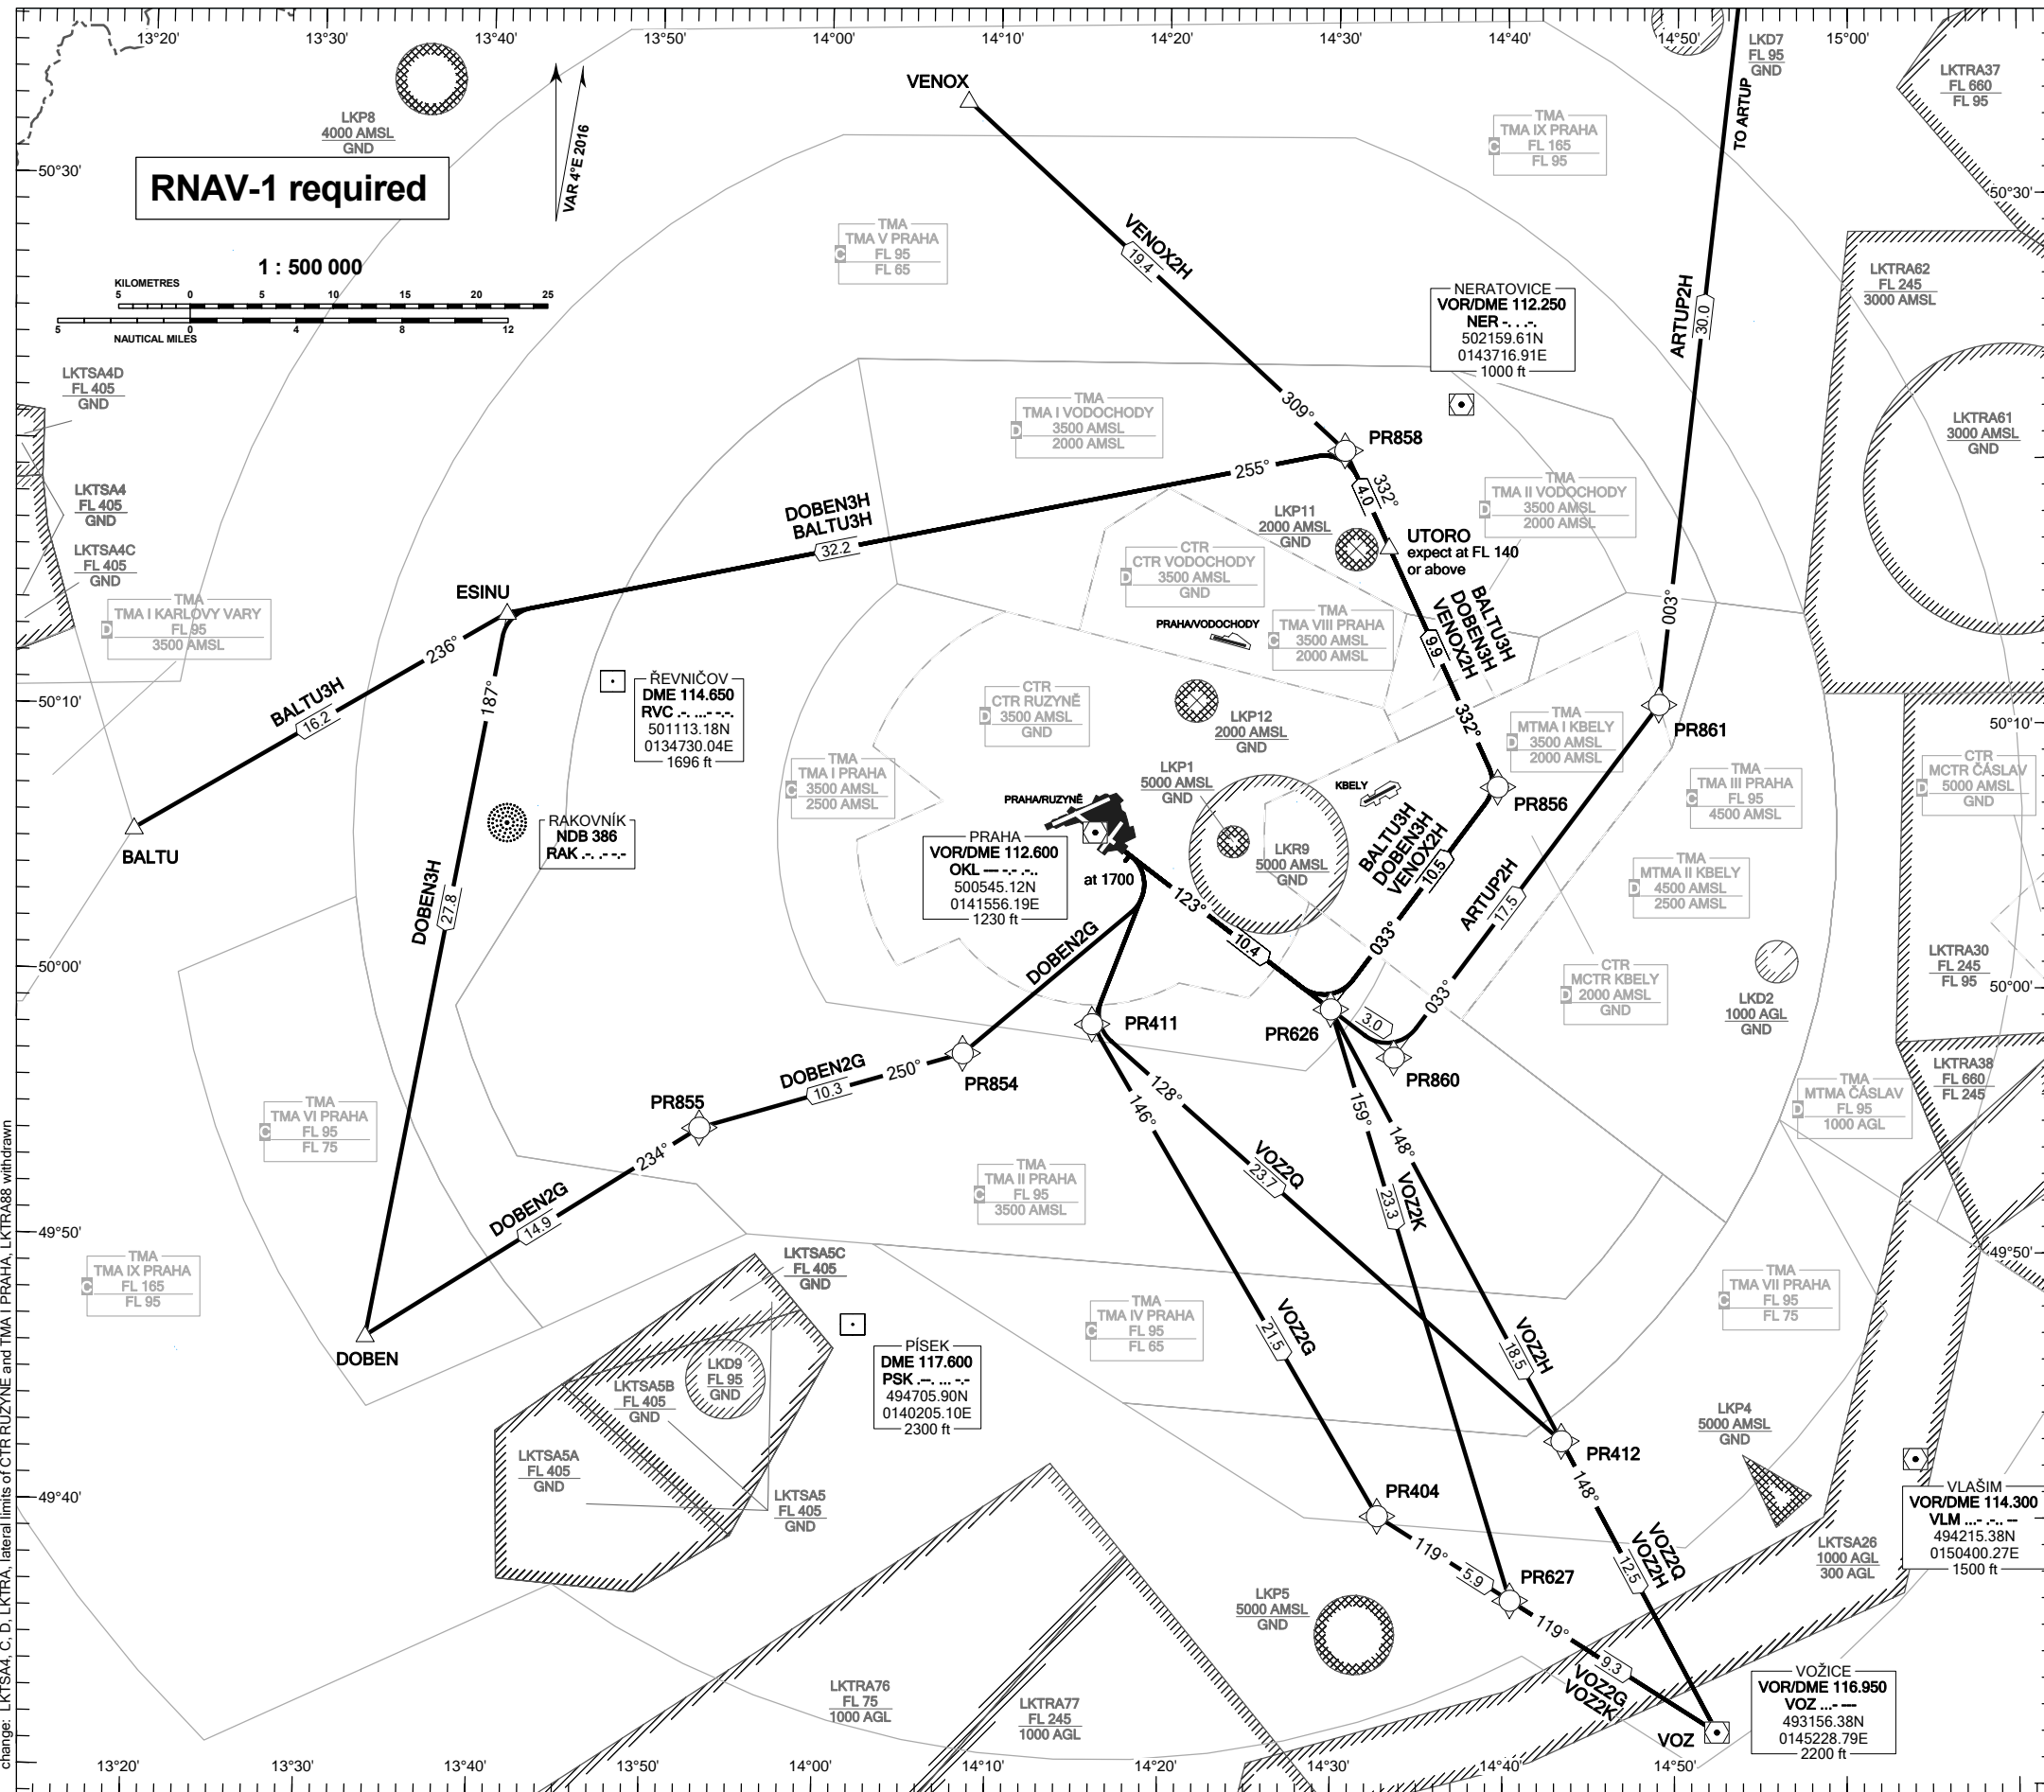 13°20'
13°30'
13°40'
13°50'
14°00'
14°10'
14°20'
14°30'
14°40'
14°50'
15°00'
LKP8
4000 AMSL
GND
RNAV-1 required
VAR 4°E 2016
1 : 500 000
KILOMETRES
5 0 5 10 15 20 25
5 0 4 8 12
NAUTICAL MILES
50°30'
50°30'
VENOX
VENOX2H
19.4
309°
TMA
TMA V PRAHA
C
FL 95
FL 65
TMA
TMA IX PRAHA
C
FL 165
FL 95
LKD7
FL 95
GND
TO ARTUP
LKTRA37
FL 660
FL 95
LKTRA62
FL 245
3000 AMSL
NERATOVICE
VOR/DME 112.250
NER -. . .-.
502159.61N
0143716.91E
1000 ft
ARTUP2H
30.0
003°
LKTRA61
3000 AMSL
GND
LKTSA4D
FL 405
GND
LKTSA4
FL 405
GND
LKTSA4C
FL 405
GND
TMA
TMA I KARLOVY VARY
D
FL 95
3500 AMSL
TMA
TMA I VODOCHODY
D
3500 AMSL
2000 AMSL
PR858
255°
332°
4.0
DOBEN3H
BALTU3H
32.2
LKP11
2000 AMSL
GND
UTORO
expect at FL 140
or above
TMA
TMA II VODOCHODY
D
3500 AMSL
2000 AMSL
CTR
CTR VODOCHODY
D
3500 AMSL
GND
PRAHA/VODOCHODY
TMA
TMA VIII PRAHA
C
3500 AMSL
2000 AMSL
BALTU3H
DOBEN3H
VENOX2H
9.9
332°
ESINU
236°
BALTU3H
16.2
187°
BALTU
50°10'
50°10'
ŘEVNIČOV
DME 114.650
RVC .-. ...- -.-.
501113.18N
0134730.04E
1696 ft
CTR
CTR RUZYNĚ
D
3500 AMSL
GND
LKP12
2000 AMSL
GND
TMA
MTMA I KBELY
D
3500 AMSL
2000 AMSL
PR861
PR856
TMA
TMA III PRAHA
C
FL 95
4500 AMSL
CTR
MCTR ČÁSLAV
D
5000 AMSL
GND
TMA
TMA I PRAHA
C
3500 AMSL
2500 AMSL
LKP1
5000 AMSL
GND
KBELY
PRAHA/RUZYNĚ
RAKOVNÍK
NDB 386
RAK .-. .- -.-
PRAHA
VOR/DME 112.600
OKL --- -.- .-..
500545.12N
0141556.19E
1230 ft
at 1700
LKR9
5000 AMSL
GND
BALTU3H
DOBEN3H
VENOX2H
10.5
033°
ARTUP2H
17.5
033°
TMA
MTMA II KBELY
D
4500 AMSL
2500 AMSL
DOBEN3H
27.8
123°
10.4
DOBEN2G
50°00'
50°00'
CTR
MCTR KBELY
D
2000 AMSL
GND
LKD2
1000 AGL
GND
LKTRA30
FL 245
FL 95
PR411
PR626
3.0
PR860
PR854
250°
DOBEN2G
10.3
PR855
234°
DOBEN2G
14.9
128°
146°
159°
148°
LKTRA38
FL 660
FL 245
TMA
MTMA ČÁSLAV
D
FL 95
1000 AGL
TMA
TMA VI PRAHA
C
FL 95
FL 75
TMA
TMA II PRAHA
C
FL 95
3500 AMSL
VOZ2Q
23.7
VOZ2K
23.3
49°50'
49°50'
TMA
TMA IX PRAHA
C
FL 165
FL 95
LKTSA5C
FL 405
GND
TMA
TMA IV PRAHA
C
FL 95
FL 65
VOZ2G
21.5
VOZ2H
18.5
TMA
TMA VII PRAHA
C
FL 95
FL 75
DOBEN
LKD9
FL 95
GND
LKTSA5B
FL 405
GND
PÍSEK
DME 117.600
PSK .--. ... -.-
494705.90N
0140205.10E
2300 ft
LKTSA5A
FL 405
GND
LKTSA5
FL 405
GND
LKP4
5000 AMSL
GND
PR412
148°
49°40'
PR404
119°
5.9
PR627
119°
9.3
VOZ2G
VOZ2K
VOZ2Q
VOZ2H
12.5
VLAŠIM
VOR/DME 114.300
VLM ...- .-.. --
494215.38N
0150400.27E
1500 ft
LKTSA26
1000 AGL
300 AGL
LKP5
5000 AMSL
GND
LKTRA76
FL 75
1000 AGL
LKTRA77
FL 245
1000 AGL
VOZ
VOŽICE
VOR/DME 116.950
VOZ ...- --- 
493156.38N
0145228.79E
2200 ft
13°20'
13°30'
13°40'
13°50'
14°00'
14°10'
14°20'
14°30'
14°40'
14°50'
change: LKTSA4, C, D, LKTRA, lateral limits of CTR RUZYNE and TMA I PRAHA, LKTRA88 withdrawn